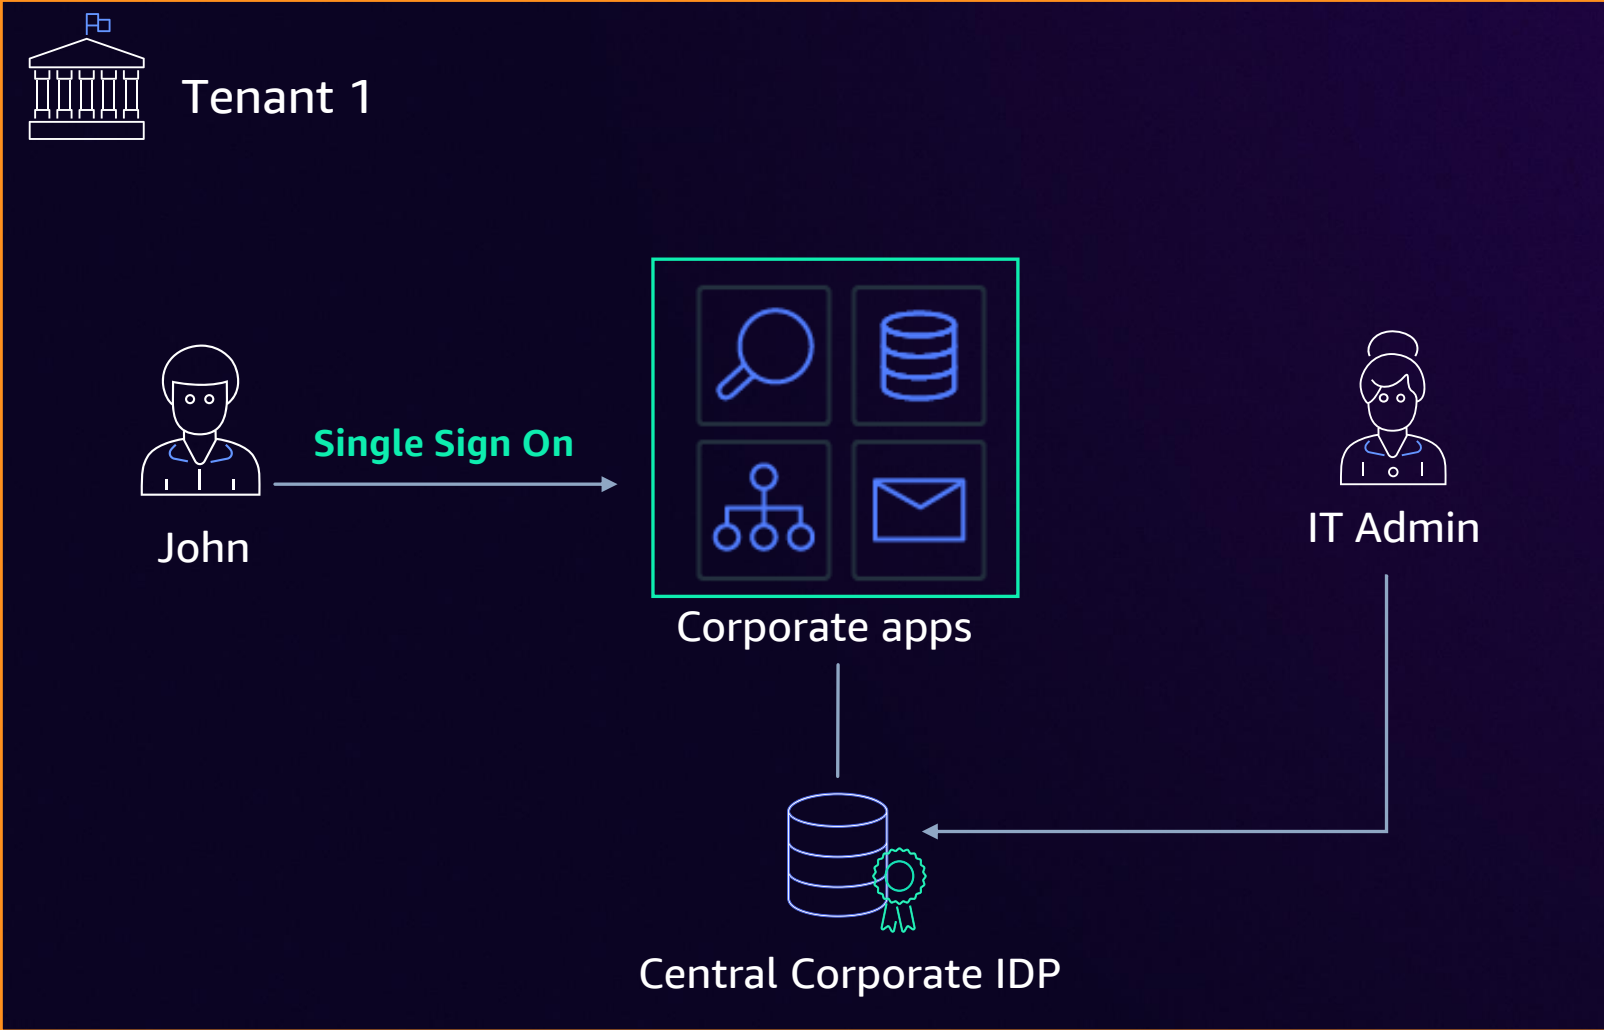 Tenant 1
Single Sign On
John
IT Admin
Corporate apps
Central Corporate IDP